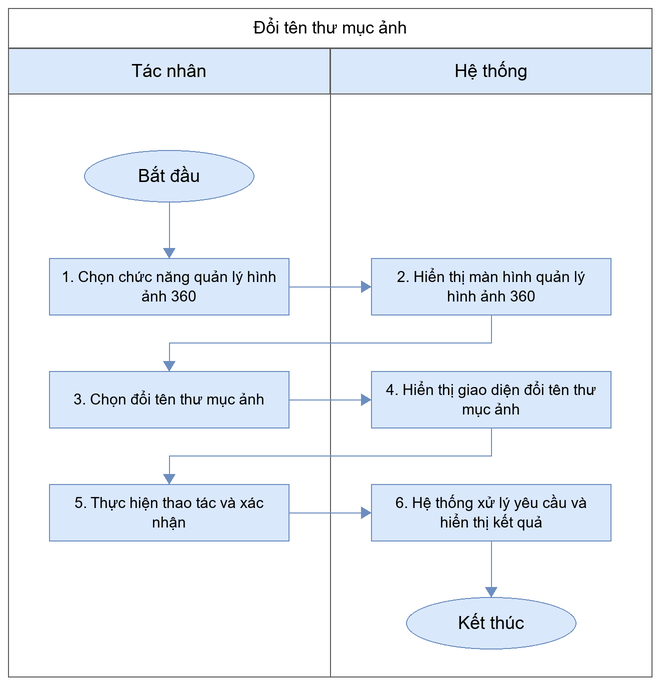 Đổi tên thư mục ảnh
Tác nhân
Hệ thống
Bắt đầu
1. Chọn chức năng quản lý hình
ảnh 360
2. Hiển thị màn hình quản lý
hình ảnh 360
3. Chọn đổi tên thư mục ảnh
4. Hiển thị giao diện đổi tên thư
mục ảnh
5. Thực hiện thao tác và xác
nhận
6. Hệ thống xử lý yêu cầu và
hiển thị kết quả
Kết thúc